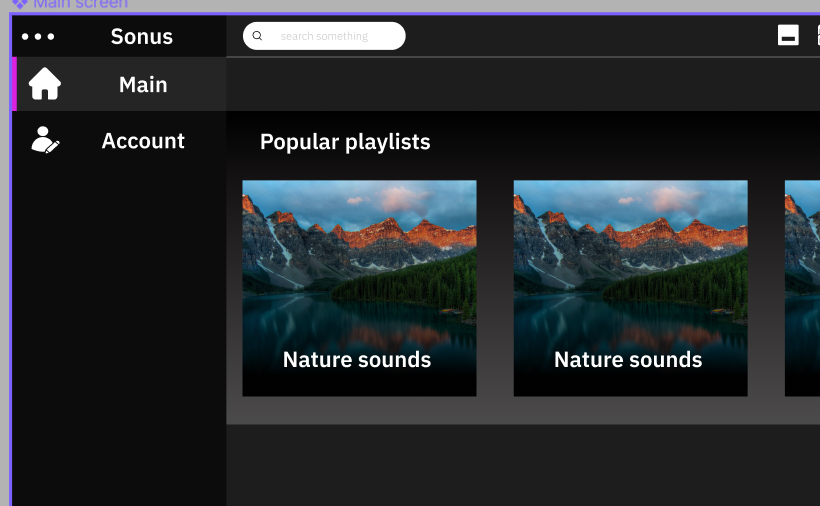 Main screen
Sonus
search something
Main
Account
Popular playlists
Nature sounds
Nature sounds